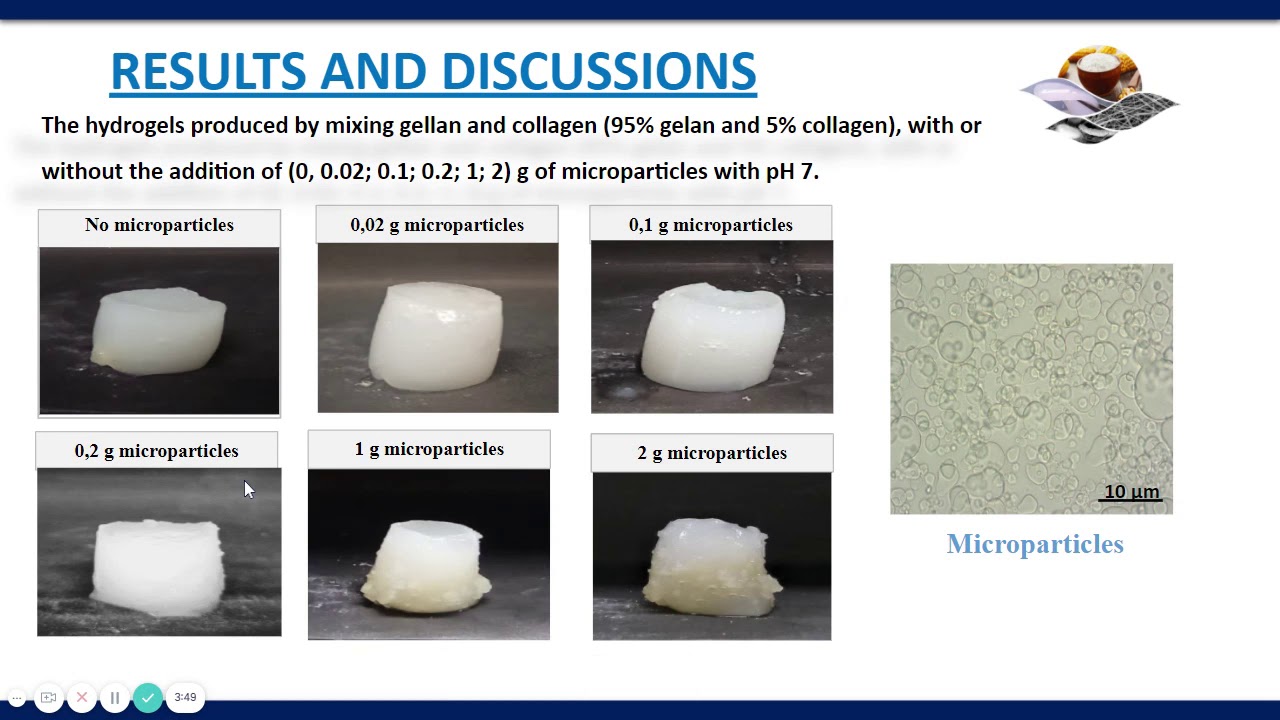 RESULTS AND DISCUSSIONS
The hydrogels produced by mixing gellan and collagen (95% gelan and 5% collagen), with or
without the addition of (0, 0.02; 0.1; 0.2; 1; 2) g of microparticles with pH 7.
No microparticles
0,02 g microparticles
0,1 g microparticles
0,2 g microparticles
1 g microparticles
2 g microparticles
10 µm
Microparticles
3:49